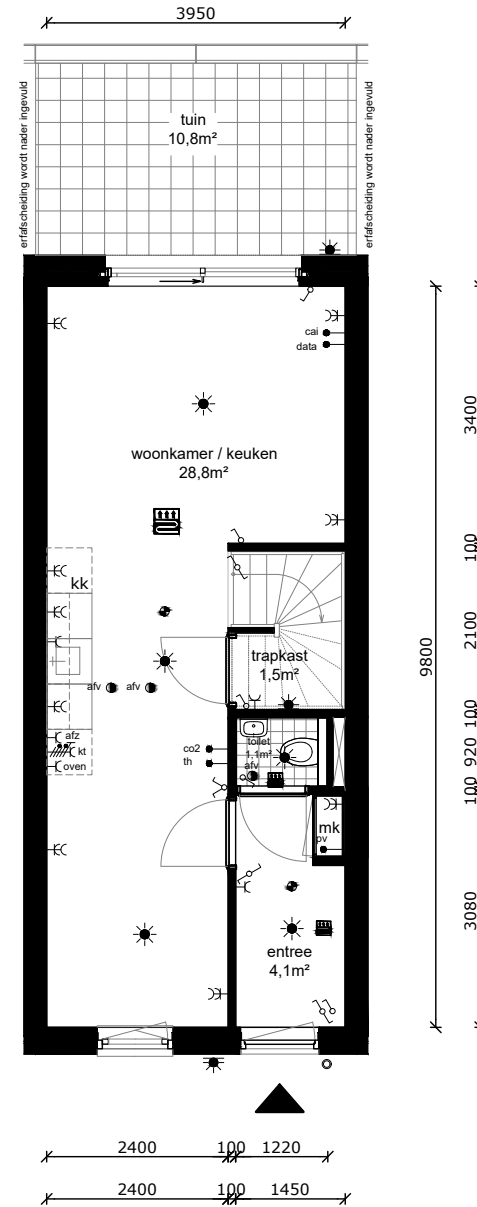 3950
erfafscheiding wordt nader ingevuld
erfafscheiding wordt nader ingevuld
tuin
10,8m²
cai
data
woonkamer / keuken
28,8m²
kk
trapkast
1,5m²
afv
afv
afz
kt
oven
co2
th
toilet
1,1m²
afv
mk
pv
entree
4,1m²
9800
3400
100
2100
100
920
100
3080
2400
100
1220
2400
100
1450